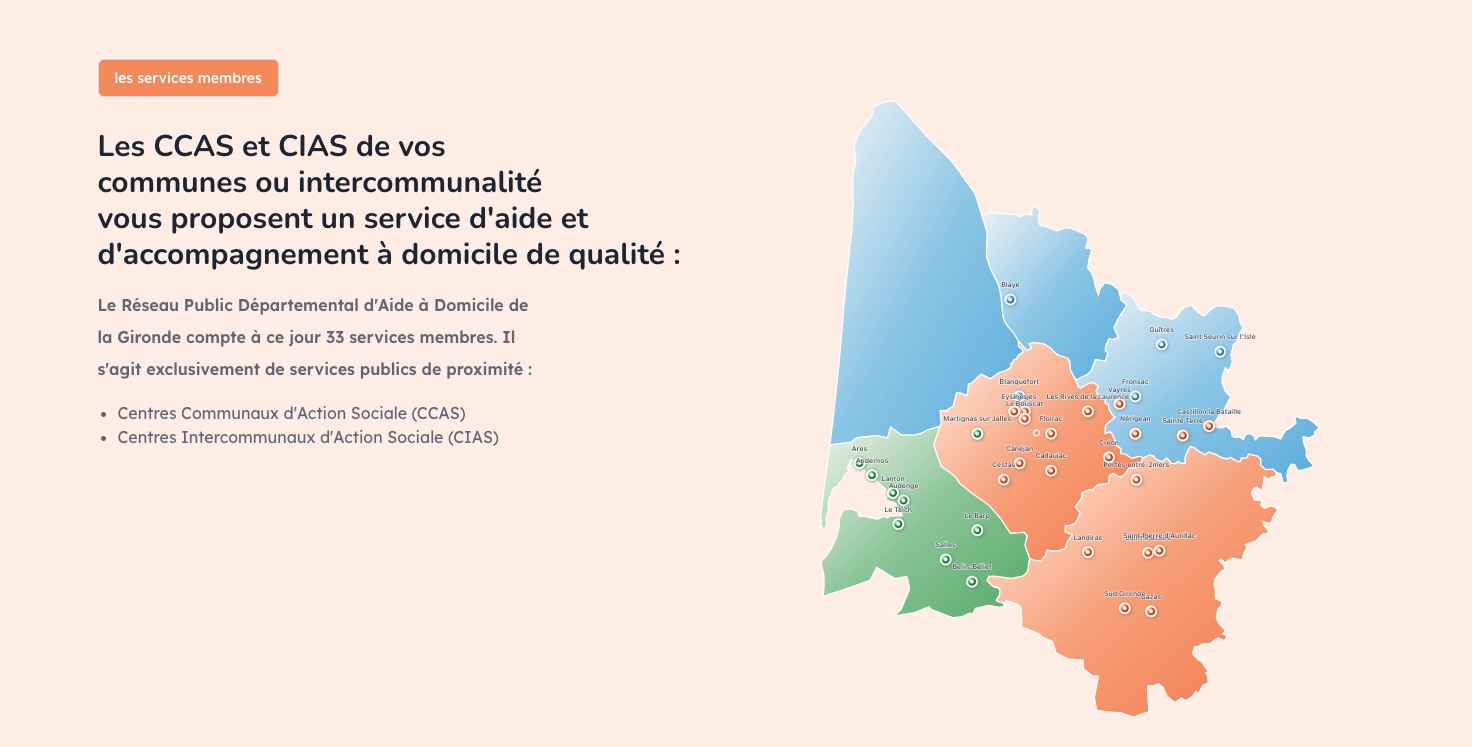 les services membres
Les CCAS et CIAS de vos
communes ou intercommunalité
vous proposent un service d'aide et
d'accompagnement à domicile de qualité :
Le Réseau Public Départemental d'Aide à Domicile de
la Gironde compte à ce jour 33 services membres. Il
s'agit exclusivement de services publics de proximité :
Centres Communaux d'Action Sociale (CCAS)
Centres Intercommunaux d'Action Sociale (CIAS)
Blaye
Guîtres
Saint Seurin sur l'Isle
Blanquefort
Fronsac
Vayres
Eysines
Les Rives de la Laurence
Le Bouscat
Castillon la Bataille
Martignas sur Jalles
Floirac
Nérigean
Sainte Terre
Créon
Canéjan
Cadaujac
Cestas
Portes entre-2mers
Ares
Andernos
Lanton
Audenge
Le Teich
Le Barp
Salles
Belin-Beliet
Landiras
Saint-Pierre d'Aurillac
Sud Gironde
Bazas